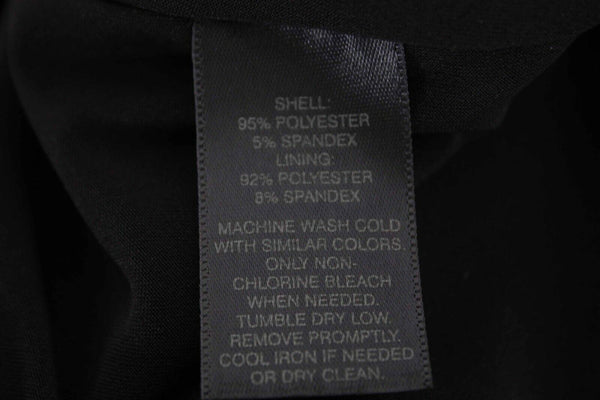 SHELL:
95% POLYESTER
5% SPANDEX
LINING:
92% POLYESTER
8% SPANDEX
MACHINE WASH COLD
WITH SIMILAR COLORS.
ONLY NON-
CHLORINE BLEACH
WHEN NEEDED.
TUMBLE DRY LOW.
REMOVE PROMPTLY.
COOL IRON IF NEEDED
OR DRY CLEAN.